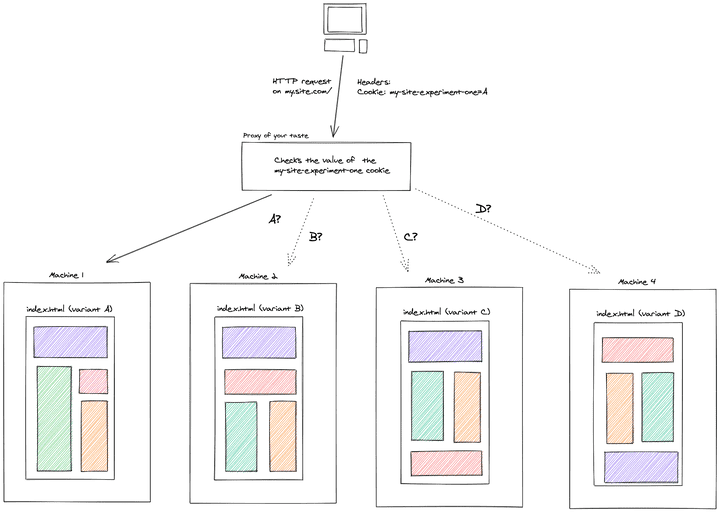 HTTP request
on my.site.com/
Headers:
Cookie: my-site-experiment-one=A
Proxy of your taste
Checks the value of the
my-site-experiment-one cookie
A?
B?
C?
D?
Machine 1
index.html (variant A)
Machine 2
index.html (variant B)
Machine 3
index.html (variant C)
Machine 4
index.html (variant D)